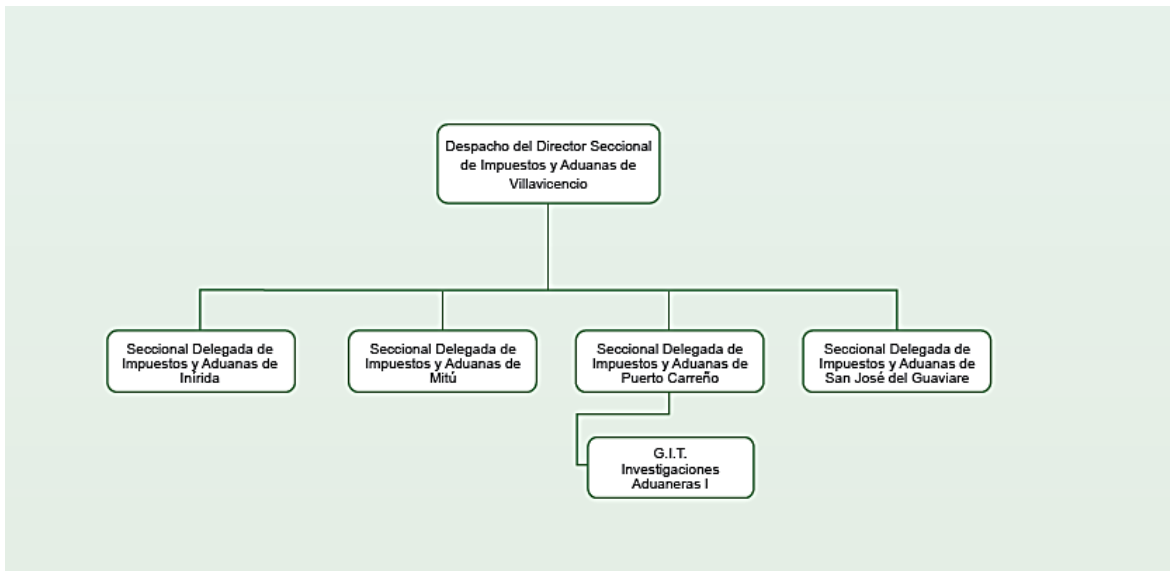 Despacho del Director Seccional
de Impuestos y Aduanas de
Villavicencio
Seccional Delegada de
Impuestos y Aduanas de
Inírida
Seccional Delegada de
Impuestos y Aduanas de
Mitú
Seccional Delegada de
Impuestos y Aduanas de
Puerto Carreño
Seccional Delegada de
Impuestos y Aduanas de
San José del Guaviare
G.I.T.
Investigaciones
Aduaneras I